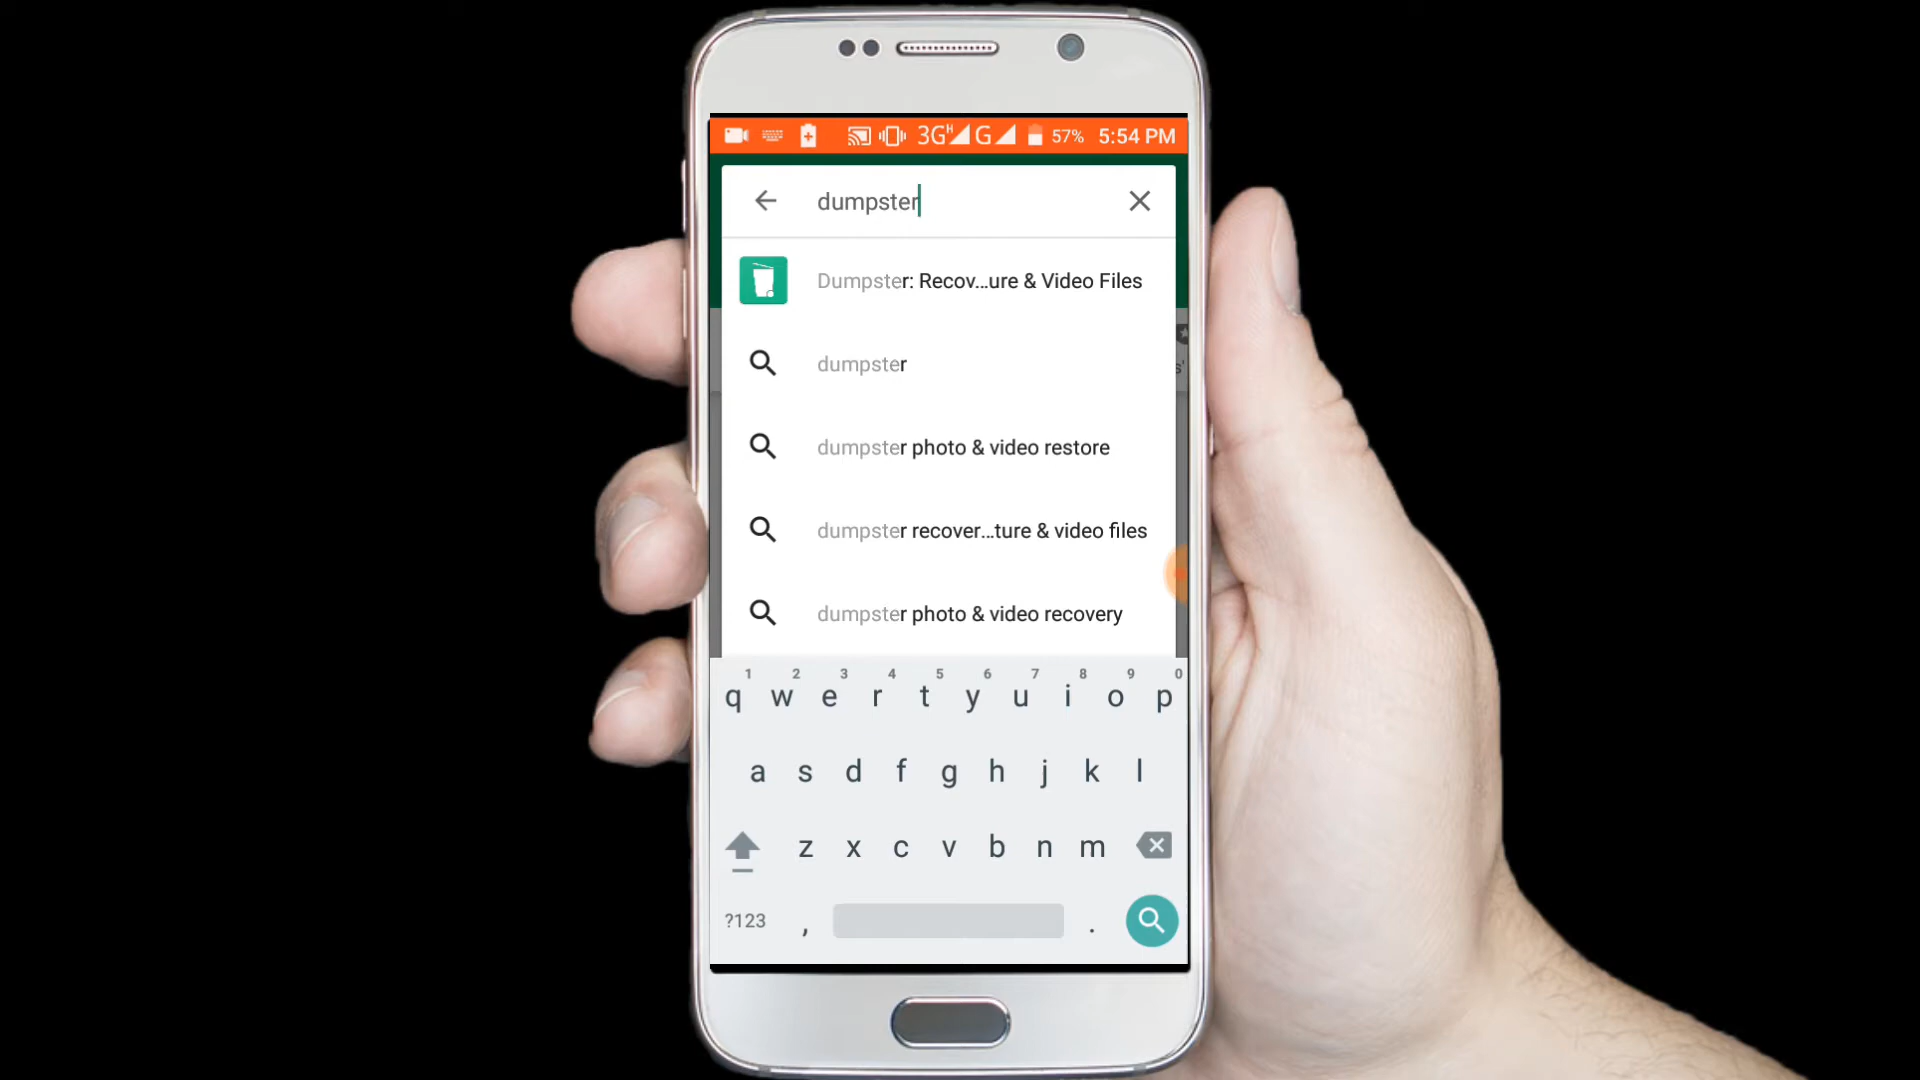 3G H G 57% 5:54 PM
dumpster
Dumpster: Recov...ure & Video Files
dumpster
dumpster photo & video restore
dumpster recover...ture & video files
dumpster photo & video recovery
1 2 3 4 5 6 7 8 9 0
q w e r t y u i o p
a s d f g h j k l
z x c v b n m
?123 , .